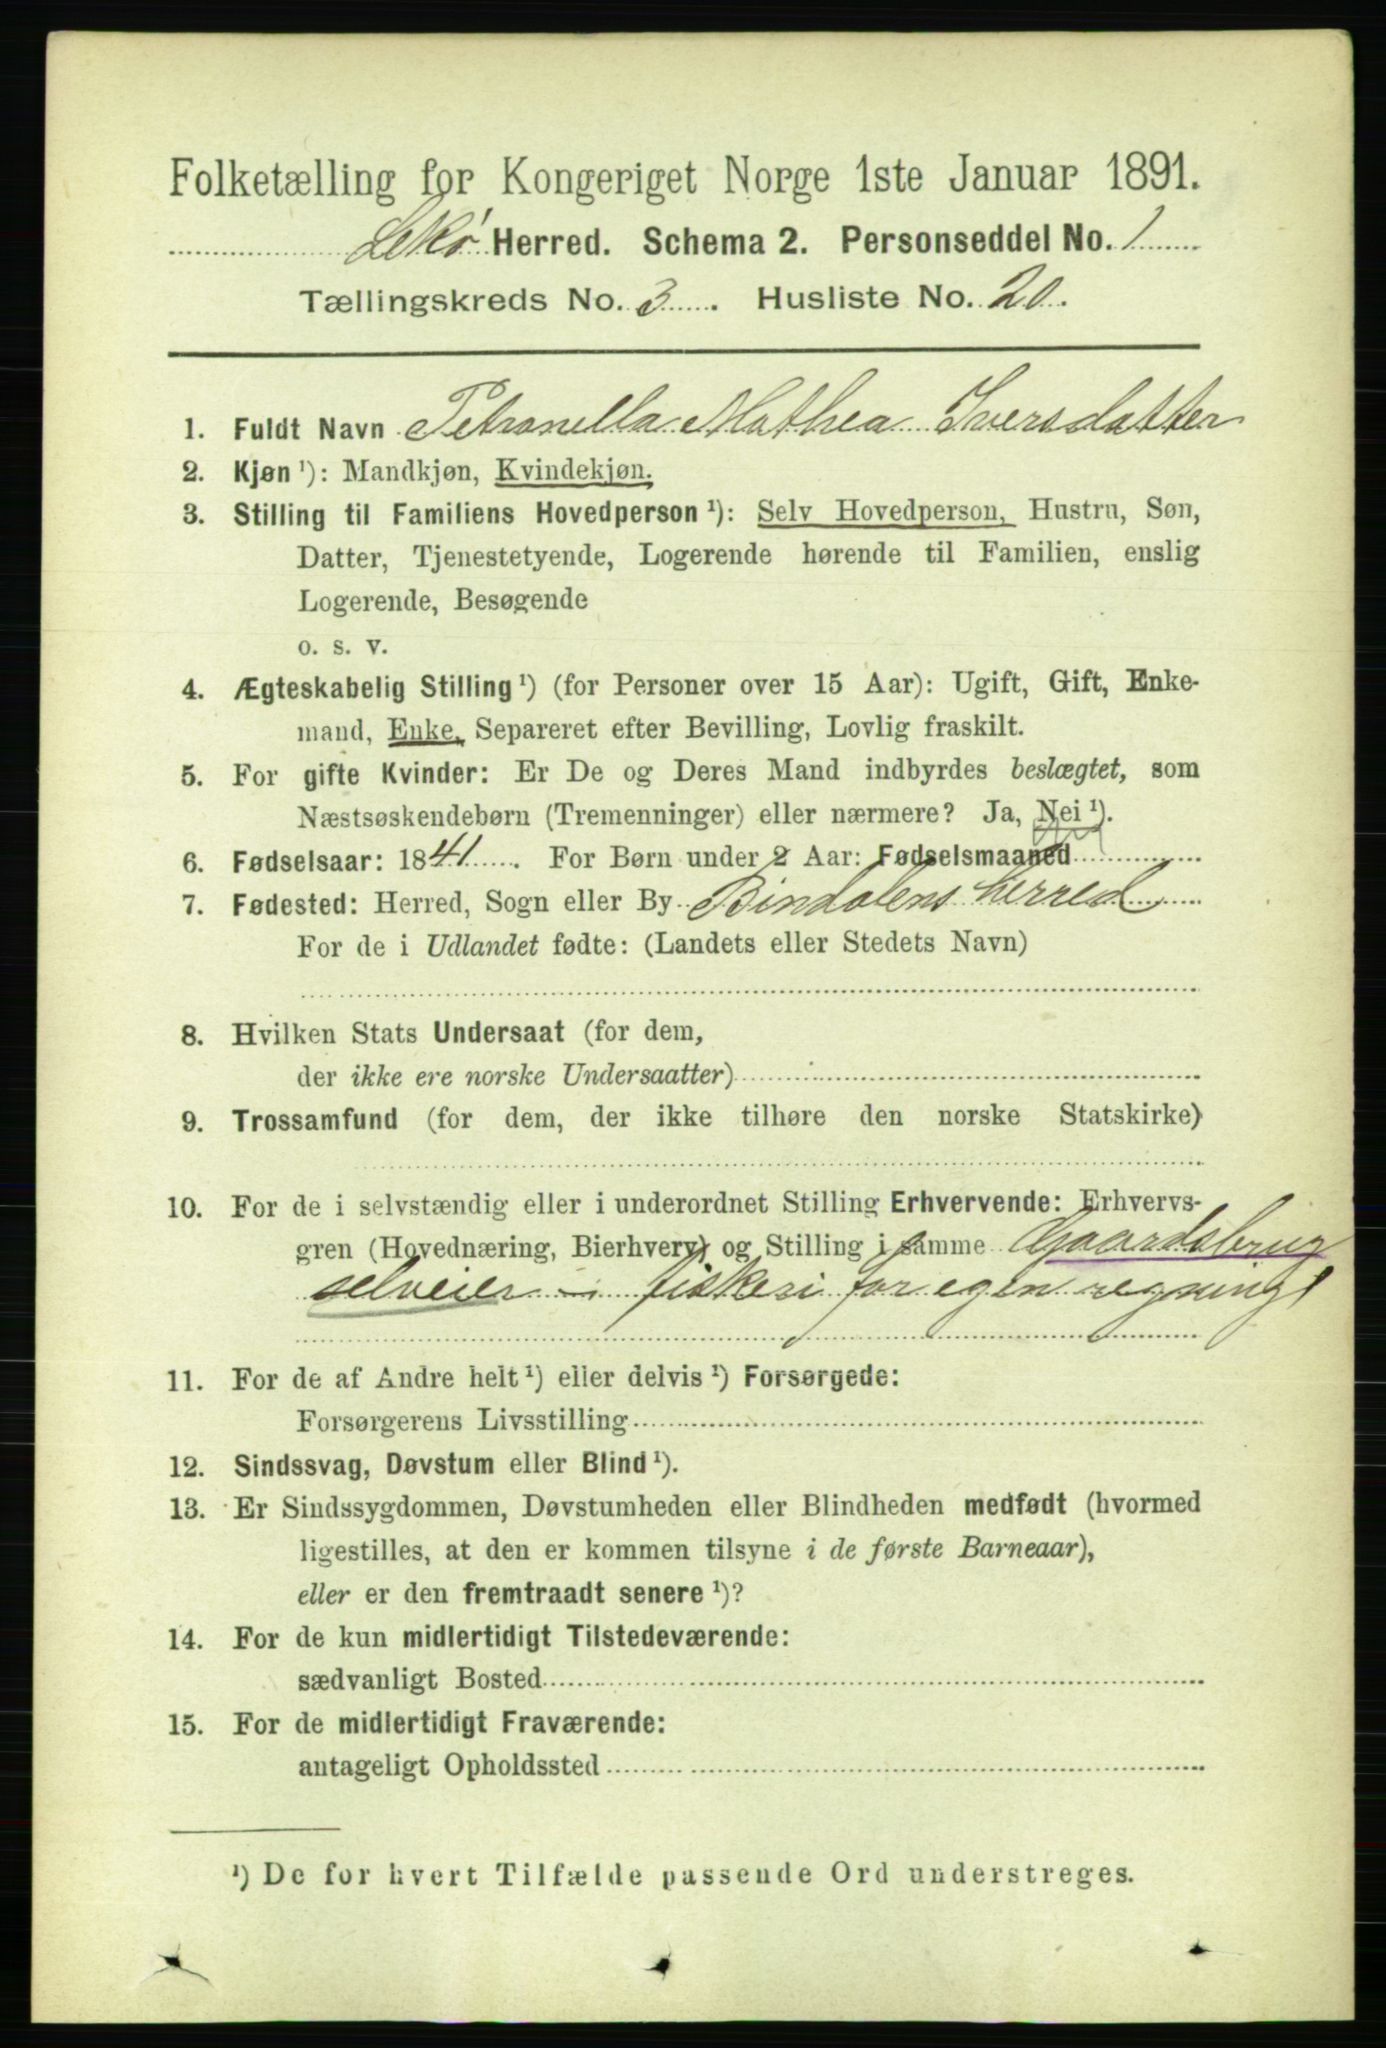 Folketælling for Kongeriget Norge 1ste Januar 1891.
Lekø Herred. Schema 2. Personseddel No. 1
Tællingskreds No. 3. Husliste No. 20.
1. Fuldt Navn Petronella Mathea Iversdatter
2. Kjøn ¹): Mandkjøn, Kvindekjøn.
3. Stilling til Familiens Hovedperson ¹): Selv Hovedperson, Hustru, Søn,
Datter, Tjenestetyende, Logerende hørende til Familien, enslig
Logerende, Besøgende
o. s. v.
4. Ægteskabelig Stilling ¹) (for Personer over 15 Aar): Ugift, Gift, Enke-
mand, Enke, Separeret efter Bevilling, Lovlig fraskilt.
5. For gifte Kvinder: Er De og Deres Mand indbyrdes beslægtet, som
Næstsøskendebørn (Tremenninger) eller nærmere? Ja, Nei ¹).
6. Fødselsaar: 1841. For Børn under 2 Aar: Fødselsmaaned
7. Fødested: Herred, Sogn eller By Bindalens herred
For de i Udlandet fødte: (Landets eller Stedets Navn)
8. Hvilken Stats Undersaat (for dem,
der ikke ere norske Undersaatter)
9. Trossamfund (for dem, der ikke tilhøre den norske Statskirke)
10. For de i selvstændig eller i underordnet Stilling Erhvervende: Erhvervs-
gren (Hovednæring, Bierhverv) og Stilling i samme Gaardsbrug
selveier – fiskeri for egen regning
11. For de af Andre helt ¹) eller delvis ¹) Forsørgede:
Forsørgerens Livsstilling
12. Sindssvag, Døvstum eller Blind ¹).
13. Er Sindssygdommen, Døvstumheden eller Blindheden medfødt (hvormed
ligestilles, at den er kommen tilsyne i de første Barneaar),
eller er den fremtraadt senere ¹)?
14. For de kun midlertidigt Tilstedeværende:
sædvanligt Bosted
15. For de midlertidigt Fraværende:
antageligt Opholdssted
¹) De for hvert Tilfælde passende Ord understreges.